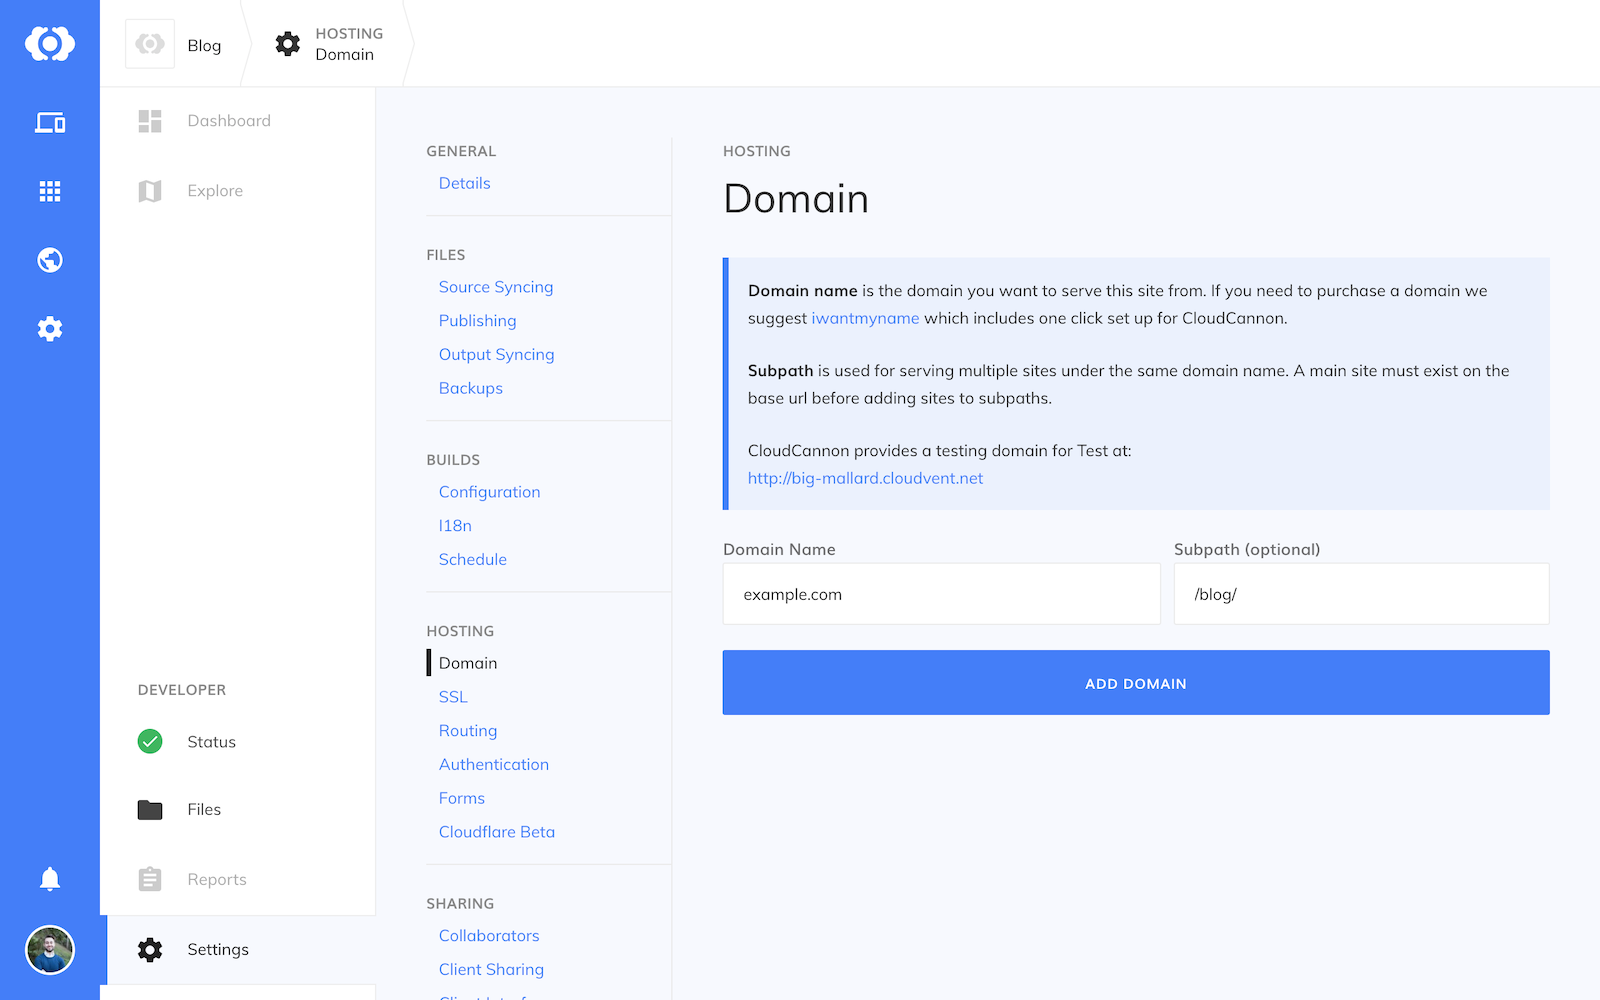 Blog
HOSTING
Domain
Dashboard
Explore
DEVELOPER
Status
Files
Reports
Settings
GENERAL
Details
FILES
Source Syncing
Publishing
Output Syncing
Backups
BUILDS
Configuration
I18n
Schedule
HOSTING
Domain
SSL
Routing
Authentication
Forms
Cloudflare Beta
SHARING
Collaborators
Client Sharing
HOSTING
Domain
Domain name is the domain you want to serve this site from. If you need to purchase a domain we
suggest iwantmyname which includes one click set up for CloudCannon.
Subpath is used for serving multiple sites under the same domain name. A main site must exist on the
base url before adding sites to subpaths.
CloudCannon provides a testing domain for Test at:
http://big-mallard.cloudvent.net
Domain Name
example.com
Subpath (optional)
/blog/
ADD DOMAIN